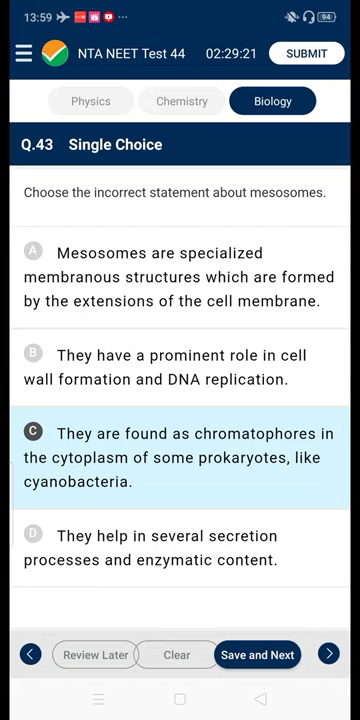 13:59 ... 94
NTA NEET Test 44 02:29:21 SUBMIT
Physics Chemistry Biology
Q.43 Single Choice
Choose the incorrect statement about mesosomes.
A Mesosomes are specialized
membranous structures which are formed
by the extensions of the cell membrane.
B They have a prominent role in cell
wall formation and DNA replication.
C They are found as chromatophores in
the cytoplasm of some prokaryotes, like
cyanobacteria.
D They help in several secretion
processes and enzymatic content.
Review Later Clear Save and Next